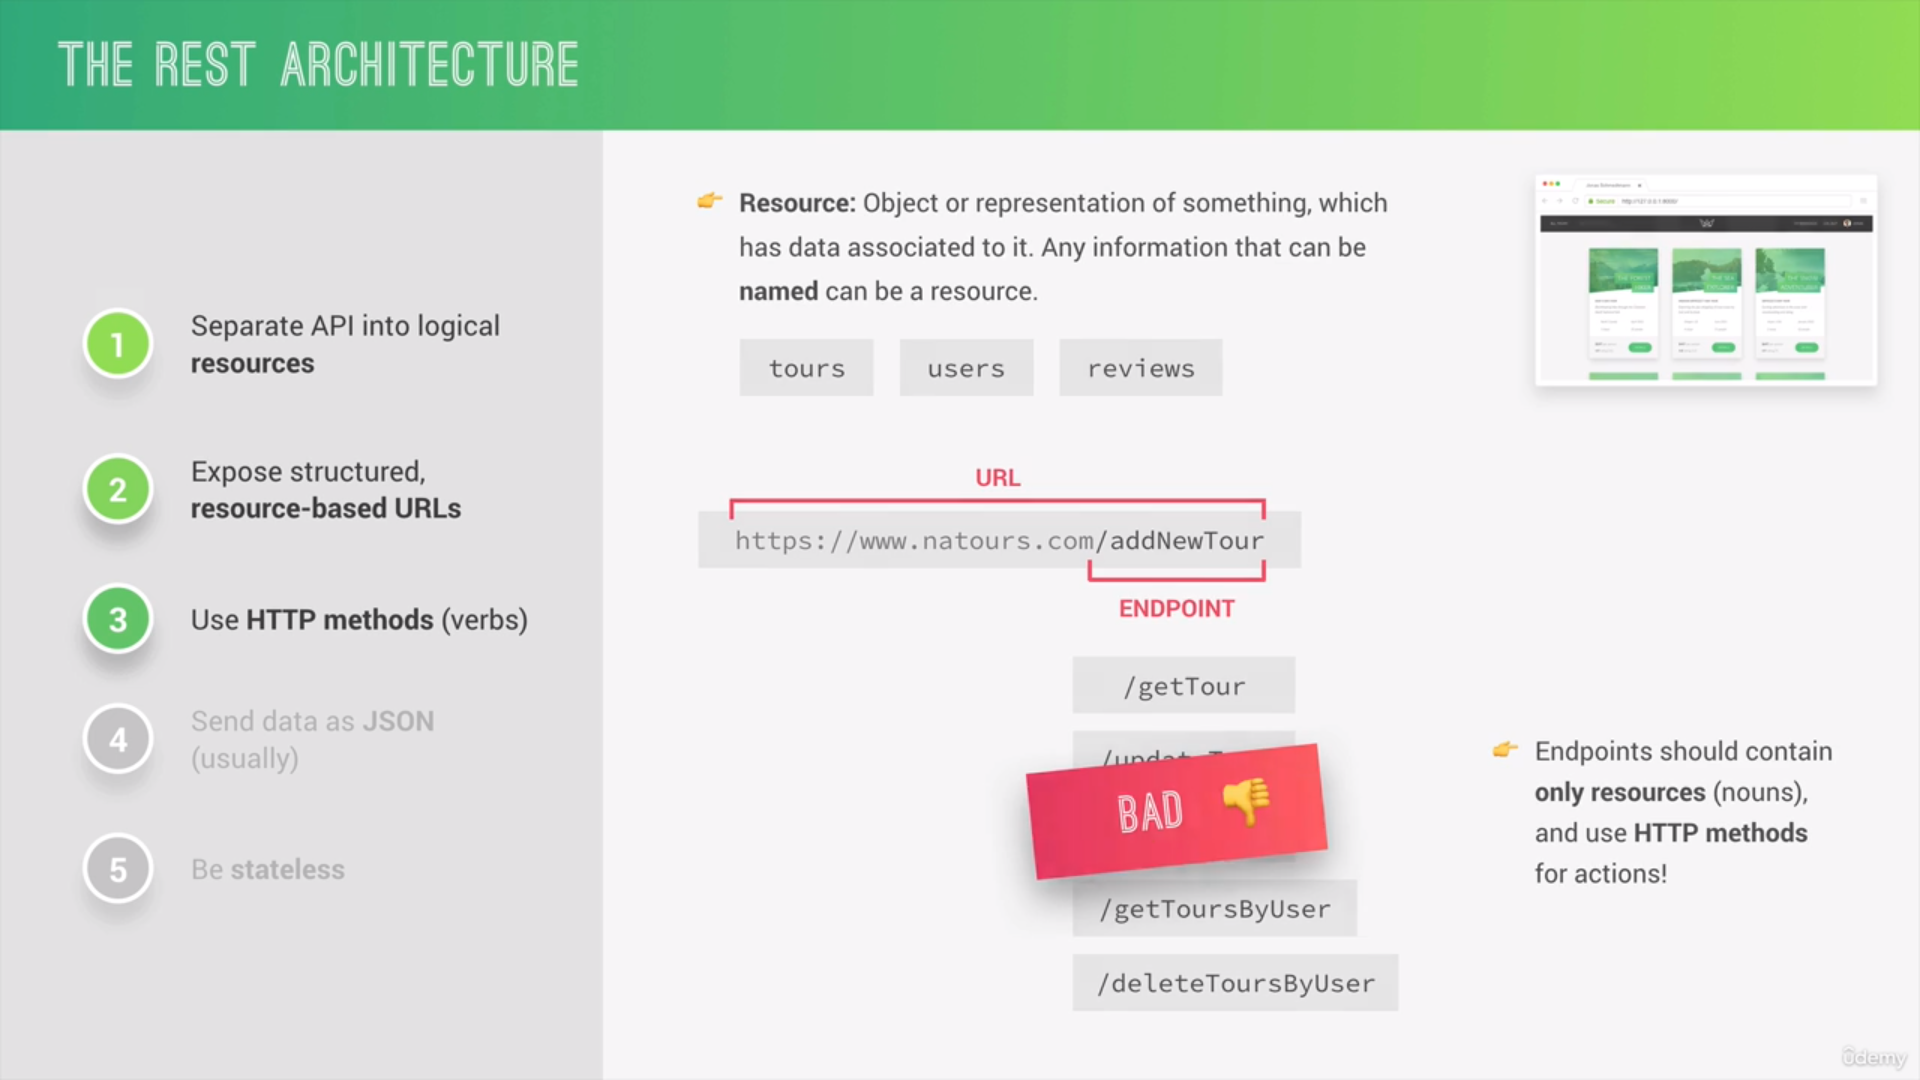 THE REST ARCHITECTURE
1
Separate API into logical
resources
2
Expose structured,
resource-based URLs
3
Use HTTP methods (verbs)
4
Send data as JSON
(usually)
5
Be stateless
👉 Resource: Object or representation of something, which
has data associated to it. Any information that can be
named can be a resource.
tours users reviews
URL
https://www.natours.com/addNewTour
ENDPOINT
/getTour
BAD 👎
/getToursByUser
/deleteToursByUser
👉 Endpoints should contain
only resources (nouns),
and use HTTP methods
for actions!
Secure
ûdemy